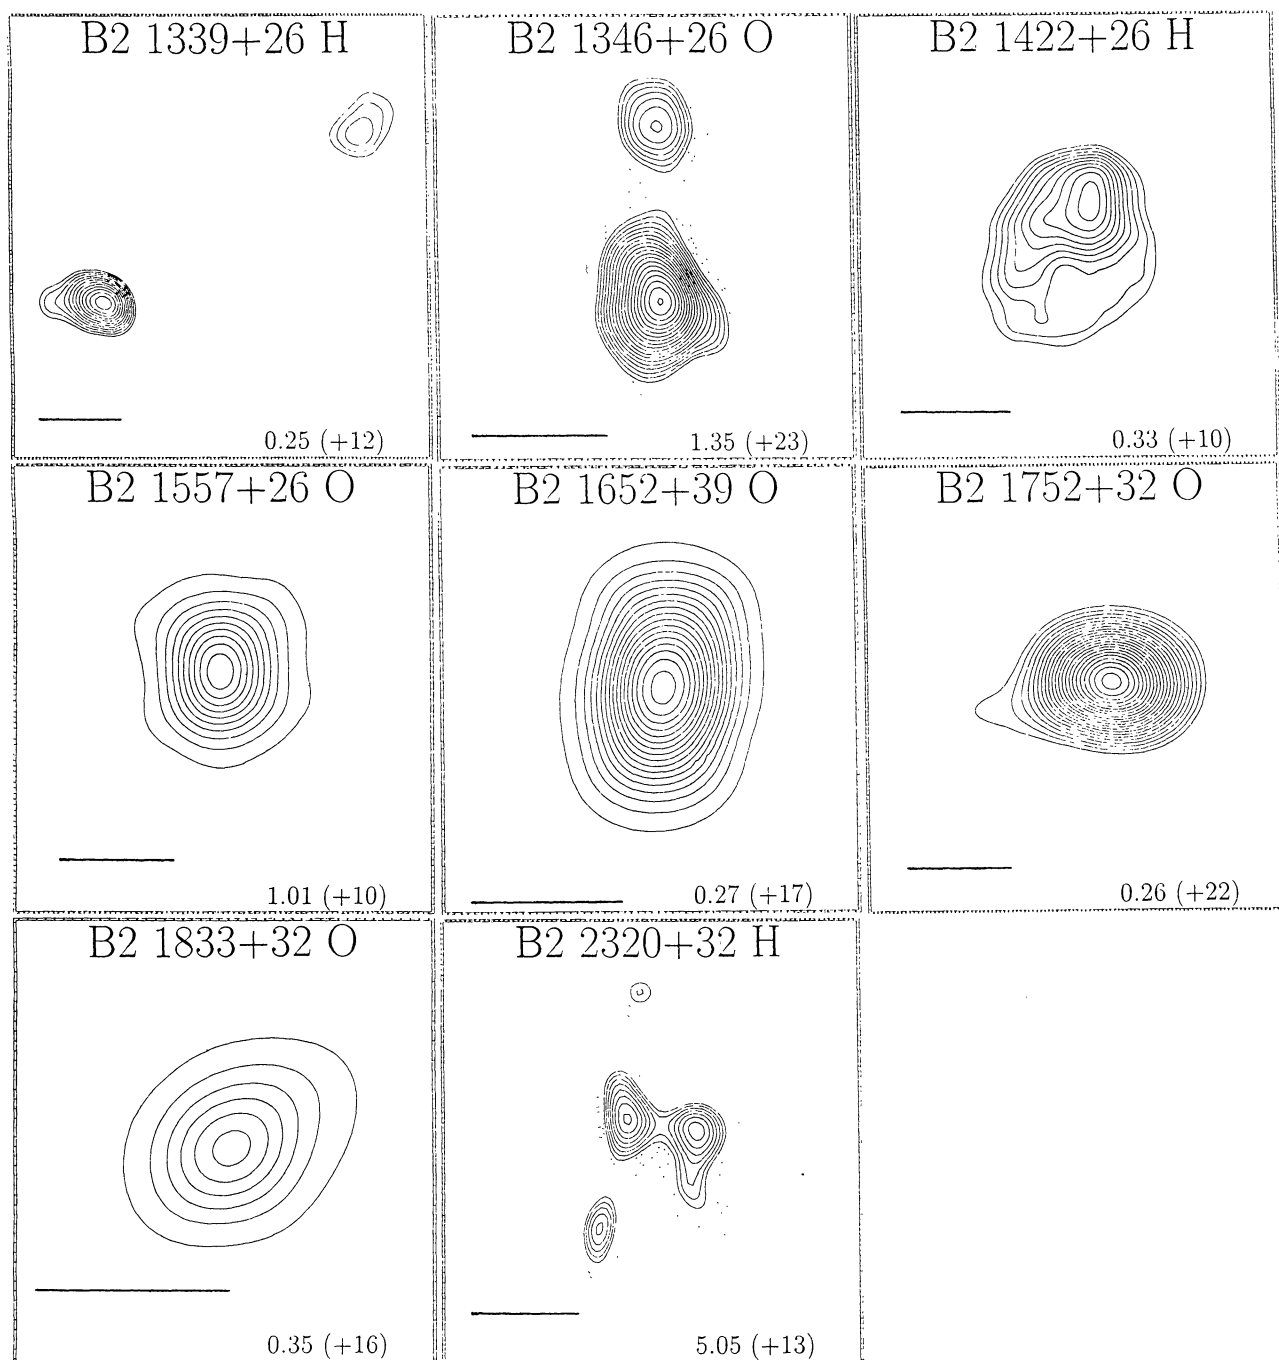 B2 1339+26 H
0.25 (+12)
B2 1346+26 O
1.35 (+23)
B2 1422+26 H
0.33 (+10)
B2 1557+26 O
1.01 (+10)
B2 1652+39 O
0.27 (+17)
B2 1752+32 O
0.26 (+22)
B2 1833+32 O
0.35 (+16)
B2 2320+32 H
5.05 (+13)